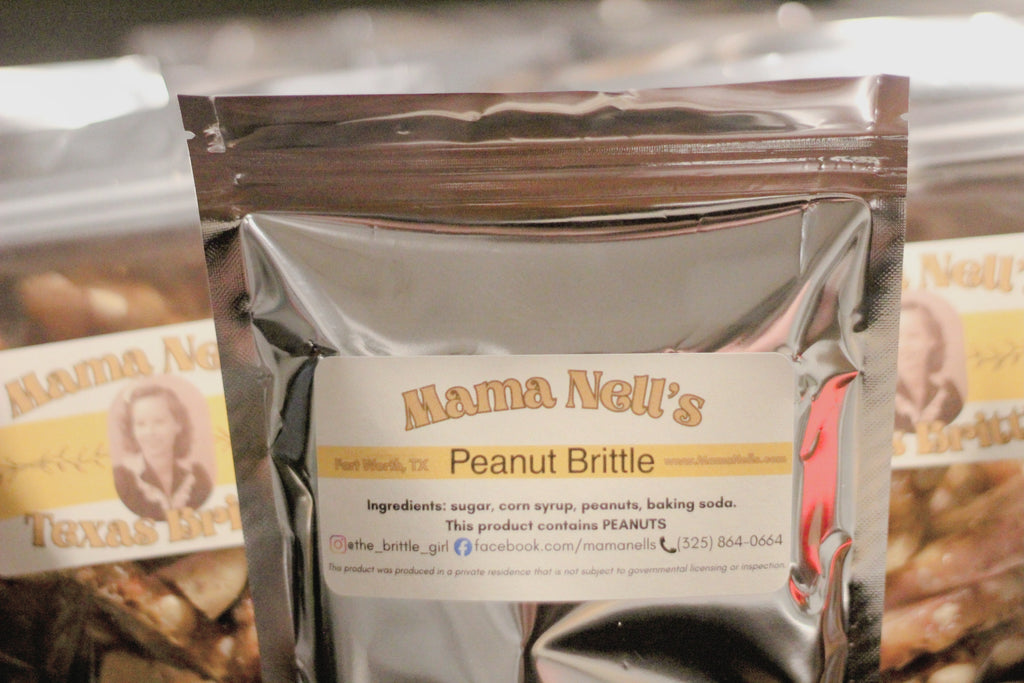 Mama Nell's
Fort Worth, TX Peanut Brittle www.MamaNells.com
Ingredients: sugar, corn syrup, peanuts, baking soda.
This product contains PEANUTS
@the_brittle_girl facebook.com/mamanells (325) 864-0664
This product was produced in a private residence that is not subject to governmental licensing or inspection.
Mama Ne
Texas Bri
Nell's
s Britt